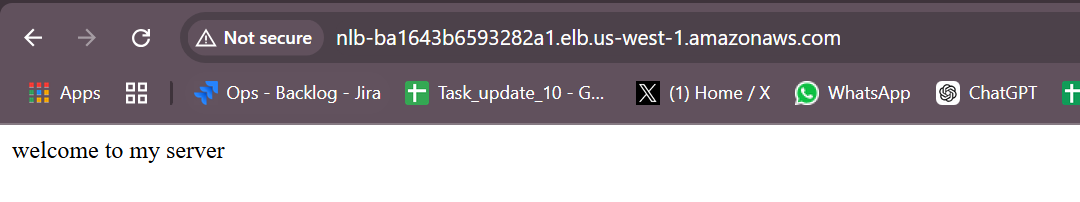 Not secure nlb-ba1643b6593282a1.elb.us-west-1.amazonaws.com
Apps Ops - Backlog - Jira Task_update_10 - G... (1) Home / X WhatsApp ChatGPT
welcome to my server